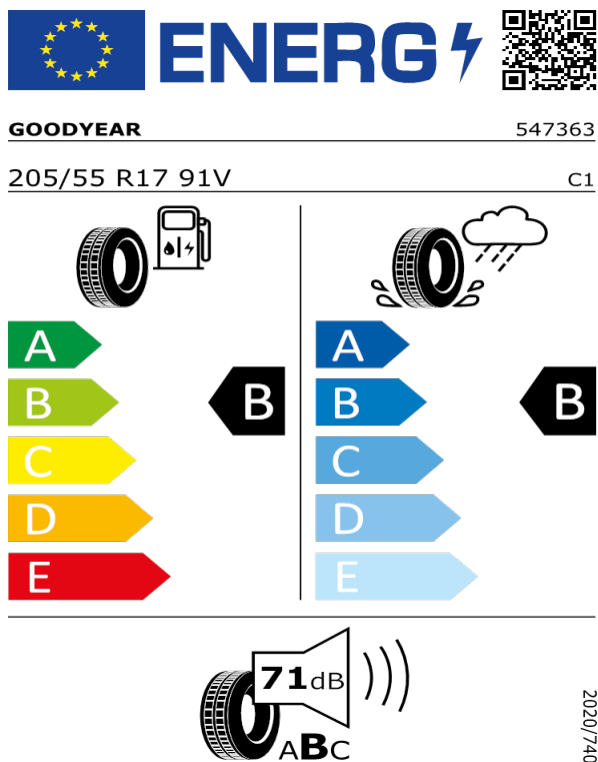 ENERG
GOODYEAR 547363
205/55 R17 91V C1
A A
B B B B
C C
D D
E E
71dB
ABC
2020/740